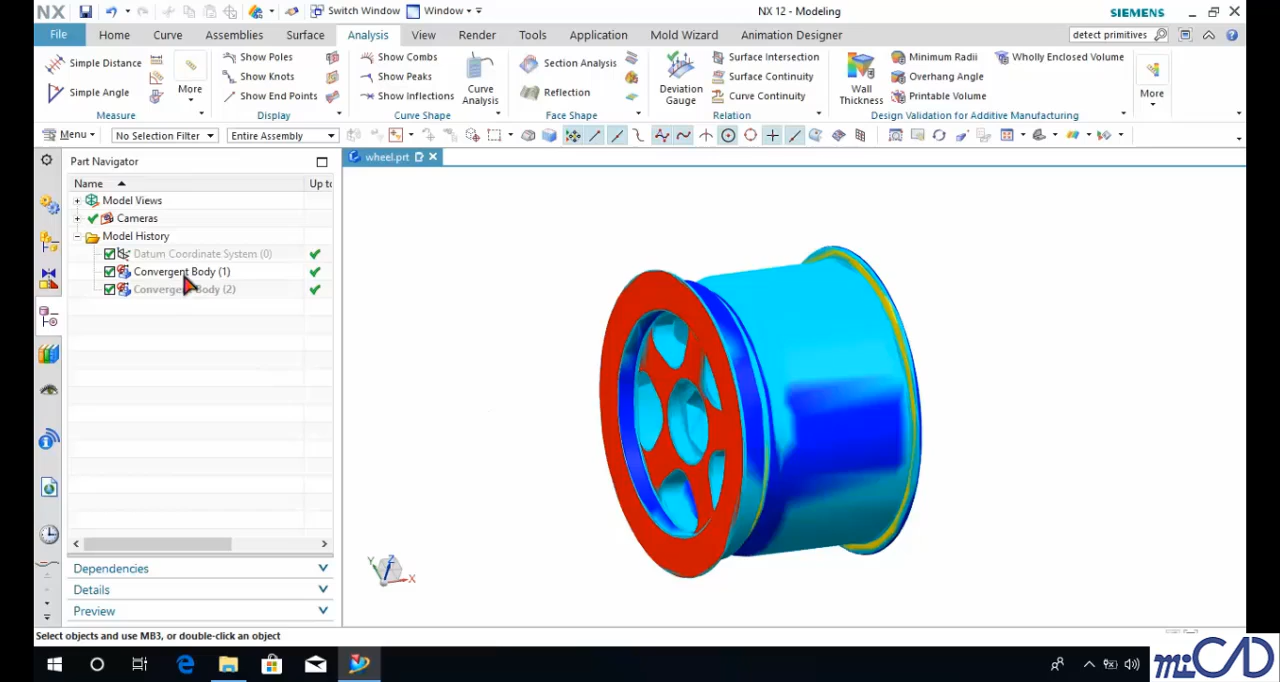 NX Switch Window Window NX 12 - Modeling SIEMENS
File Home Curve Assemblies Surface Analysis View Render Tools Application Mold Wizard Animation Designer detect primitives
Simple Distance Show Poles Show Combs Section Analysis Surface Intersection Minimum Radii Wholly Enclosed Volume
Show Knots Show Peaks Surface Continuity Overhang Angle
Simple Angle More Show End Points Show Inflections Curve Analysis Reflection Deviation Gauge Curve Continuity Wall Thickness Printable Volume More
Measure Display Curve Shape Face Shape Relation Design Validation for Additive Manufacturing
Menu No Selection Filter Entire Assembly
Part Navigator wheel.prt
Name Up to
Model Views
Cameras
Model History
Datum Coordinate System (0)
Convergent Body (1)
Convergent Body (2)
Z
Y
X
Dependencies
Details
Preview
Select objects and use MB3, or double-click an object
miCAD